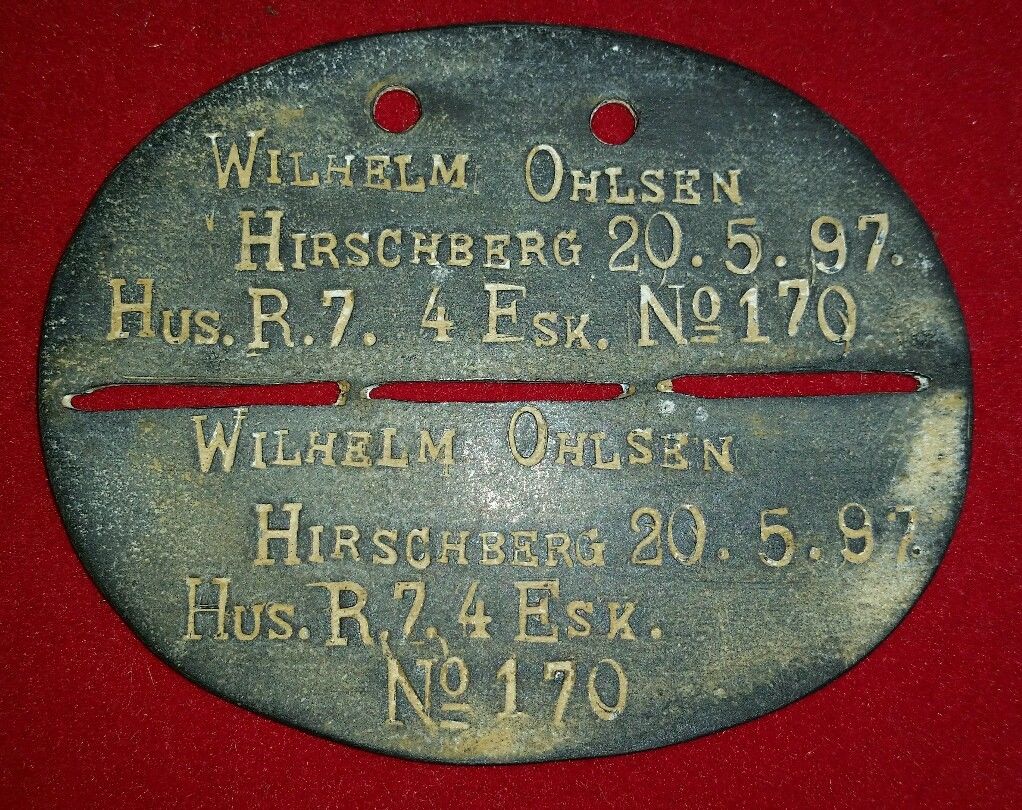 WILHELM OHLSEN
HIRSCHBERG 20.5.97.
HUS. R.7. 4 ESK. Nº 170
WILHELM OHLSEN
HIRSCHBERG 20.5.97.
HUS. R.7. 4 ESK.
Nº 170